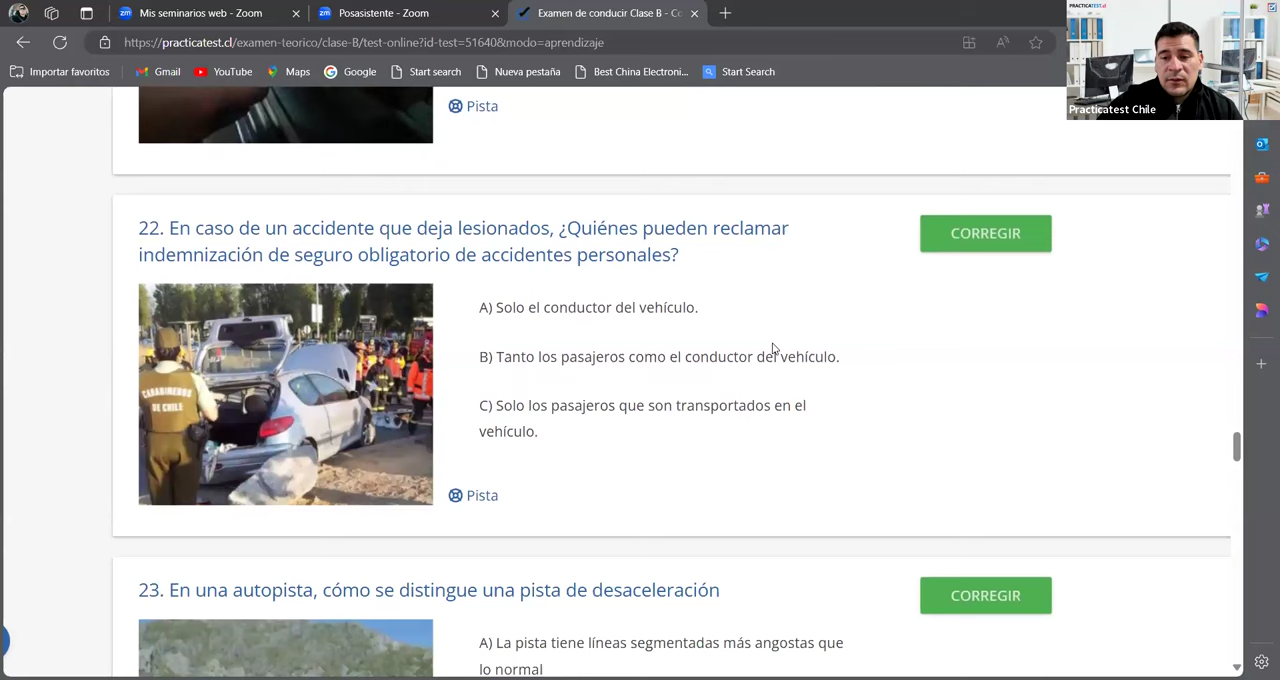 Mis seminarios web - Zoom
Posasistente - Zoom
Examen de conducir Clase B - Co
https://practicatest.cl/examen-teorico/clase-B/test-online?id-test=51640&modo=aprendizaje
Importar favoritos
Gmail
YouTube
Maps
Google
Start search
Nueva pestaña
Best China Electroni...
Start Search
PRACTICATEST.cl
Practicatest Chile
Pista
22. En caso de un accidente que deja lesionados, ¿Quiénes pueden reclamar
indemnización de seguro obligatorio de accidentes personales?
CORREGIR
CARABINEROS
DE CHILE
A) Solo el conductor del vehículo.
B) Tanto los pasajeros como el conductor del vehículo.
C) Solo los pasajeros que son transportados en el
vehículo.
Pista
23. En una autopista, cómo se distingue una pista de desaceleración
CORREGIR
A) La pista tiene líneas segmentadas más angostas que
lo normal